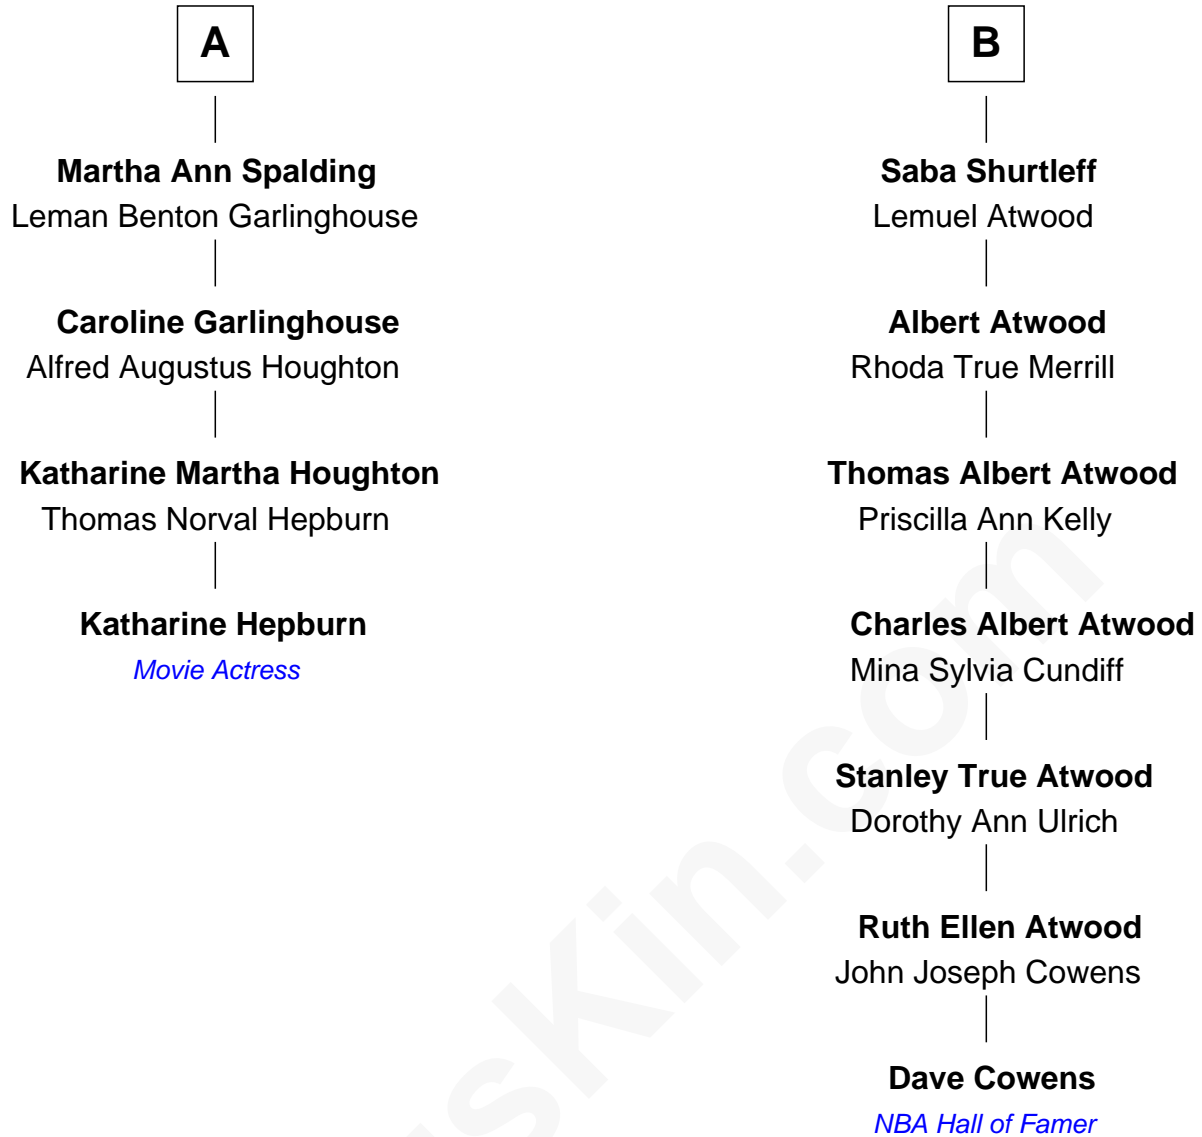 A
Martha Ann Spalding
Leman Benton Garlinghouse
Caroline Garlinghouse
Alfred Augustus Houghton
Katharine Martha Houghton
Thomas Norval Hepburn
Katharine Hepburn
Movie Actress
B
Saba Shurtleff
Lemuel Atwood
Albert Atwood
Rhoda True Merrill
Thomas Albert Atwood
Priscilla Ann Kelly
Charles Albert Atwood
Mina Sylvia Cundiff
Stanley True Atwood
Dorothy Ann Ulrich
Ruth Ellen Atwood
John Joseph Cowens
Dave Cowens
NBA Hall of Famer
usKin.com